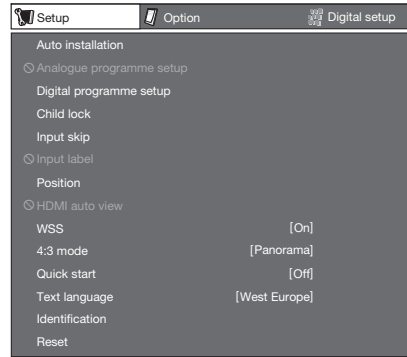 Setup Option Digital setup
Auto installation
Analogue programme setup
Digital programme setup
Child lock
Input skip
Input label
Position
HDMI auto view
WSS [On]
4:3 mode [Panorama]
Quick start [Off]
Text language [West Europe]
Identification
Reset